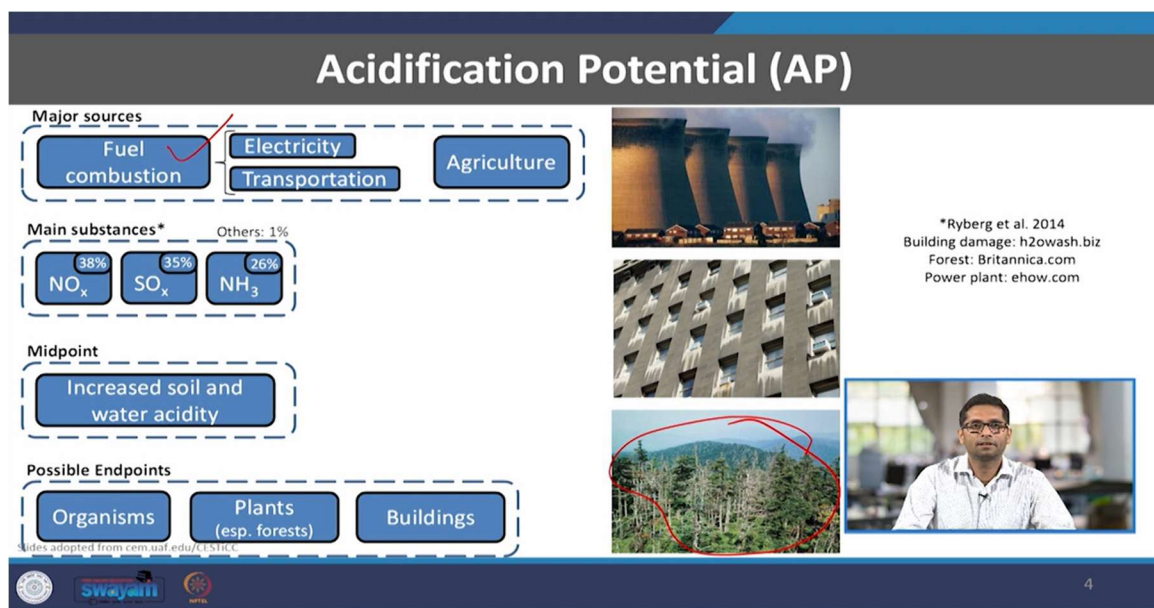 Acidification Potential (AP)
Major sources
Fuel
combustion
Electricity
Transportation
Agriculture
Main substances*
Others: 1%
NOx
38%
SOx
35%
NH3
26%
Midpoint
Increased soil and
water acidity
Possible Endpoints
Organisms
Plants
(esp. forests)
Buildings
Slides adopted from cem.uaf.edu/CESTiCC
*Ryberg et al. 2014
Building damage: h2owash.biz
Forest: Britannica.com
Power plant: ehow.com
swayam
NPTEL
4